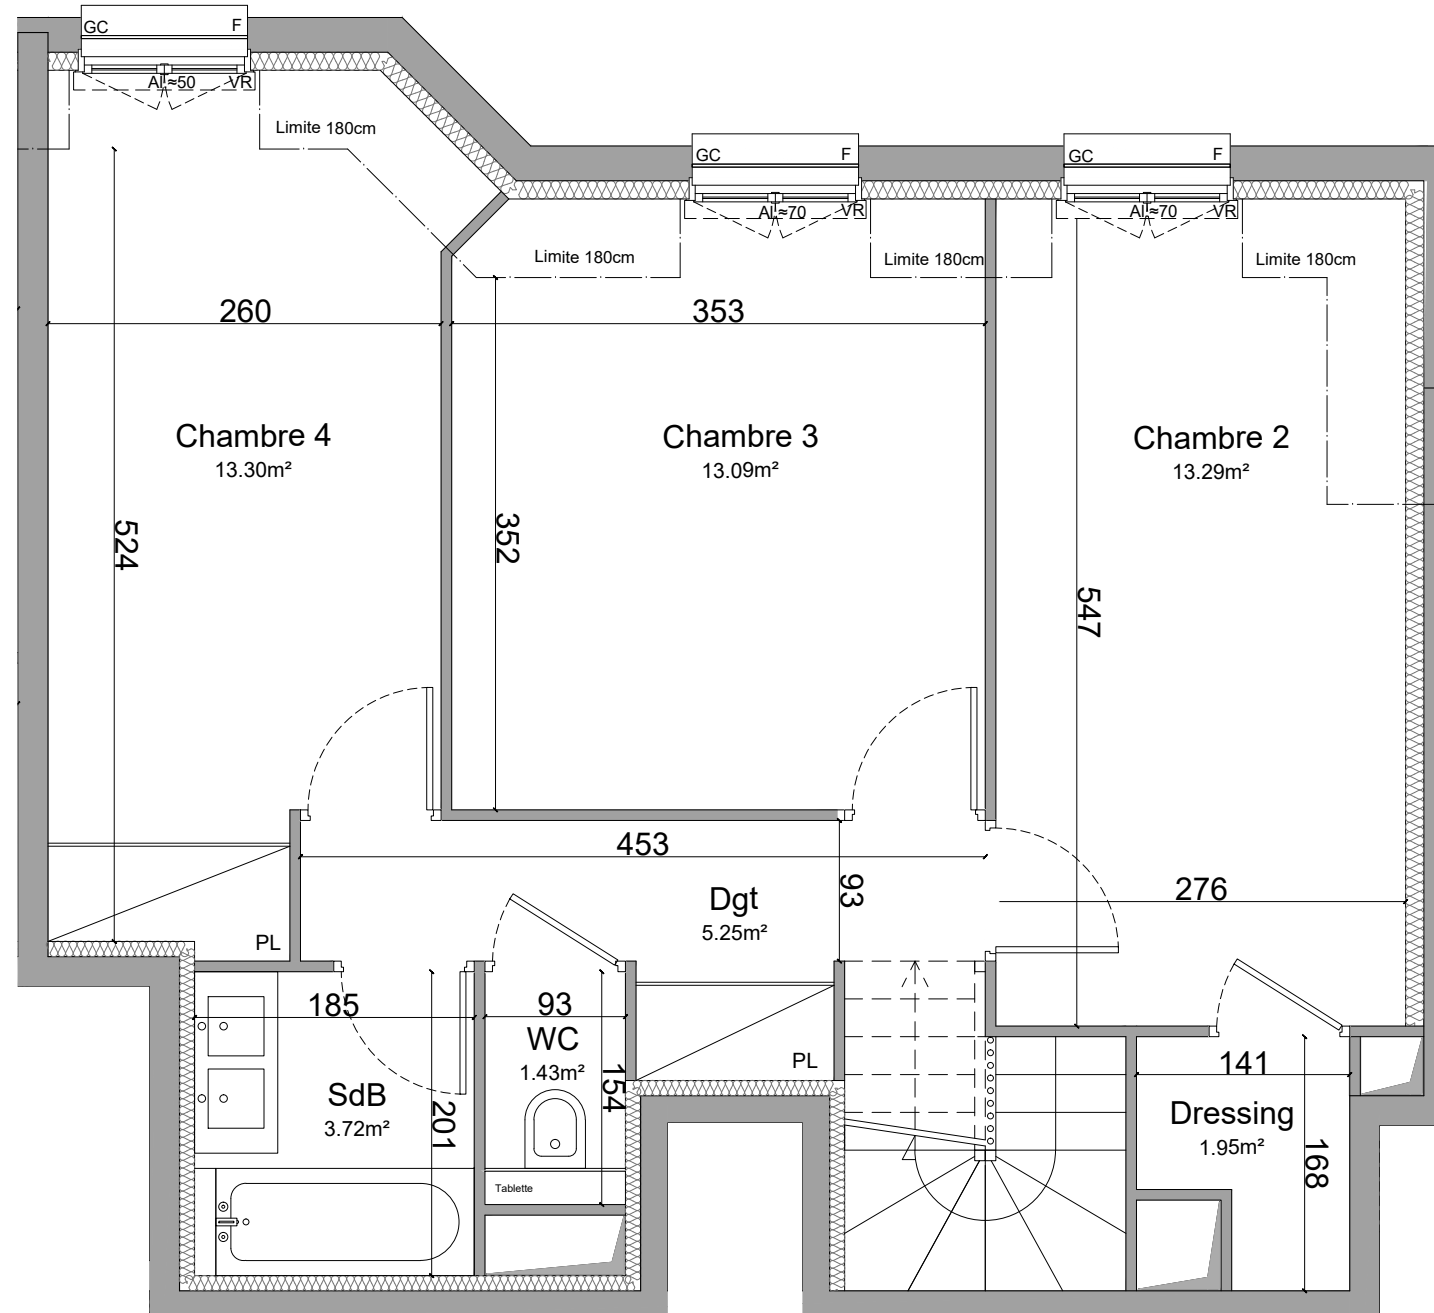 GC F
AL≈50 VR
Limite 180cm
GC F
AL≈70 VR
GC F
AL≈70 VR
Limite 180cm
Limite 180cm
Limite 180cm
260
353
Chambre 4
13.30m²
Chambre 3
13.09m²
Chambre 2
13.29m²
524
352
547
453
93
Dgt
5.25m²
276
PL
185
93
WC
1.43m²
154
PL
141
SdB
3.72m²
201
Dressing
1.95m²
168
Tablette